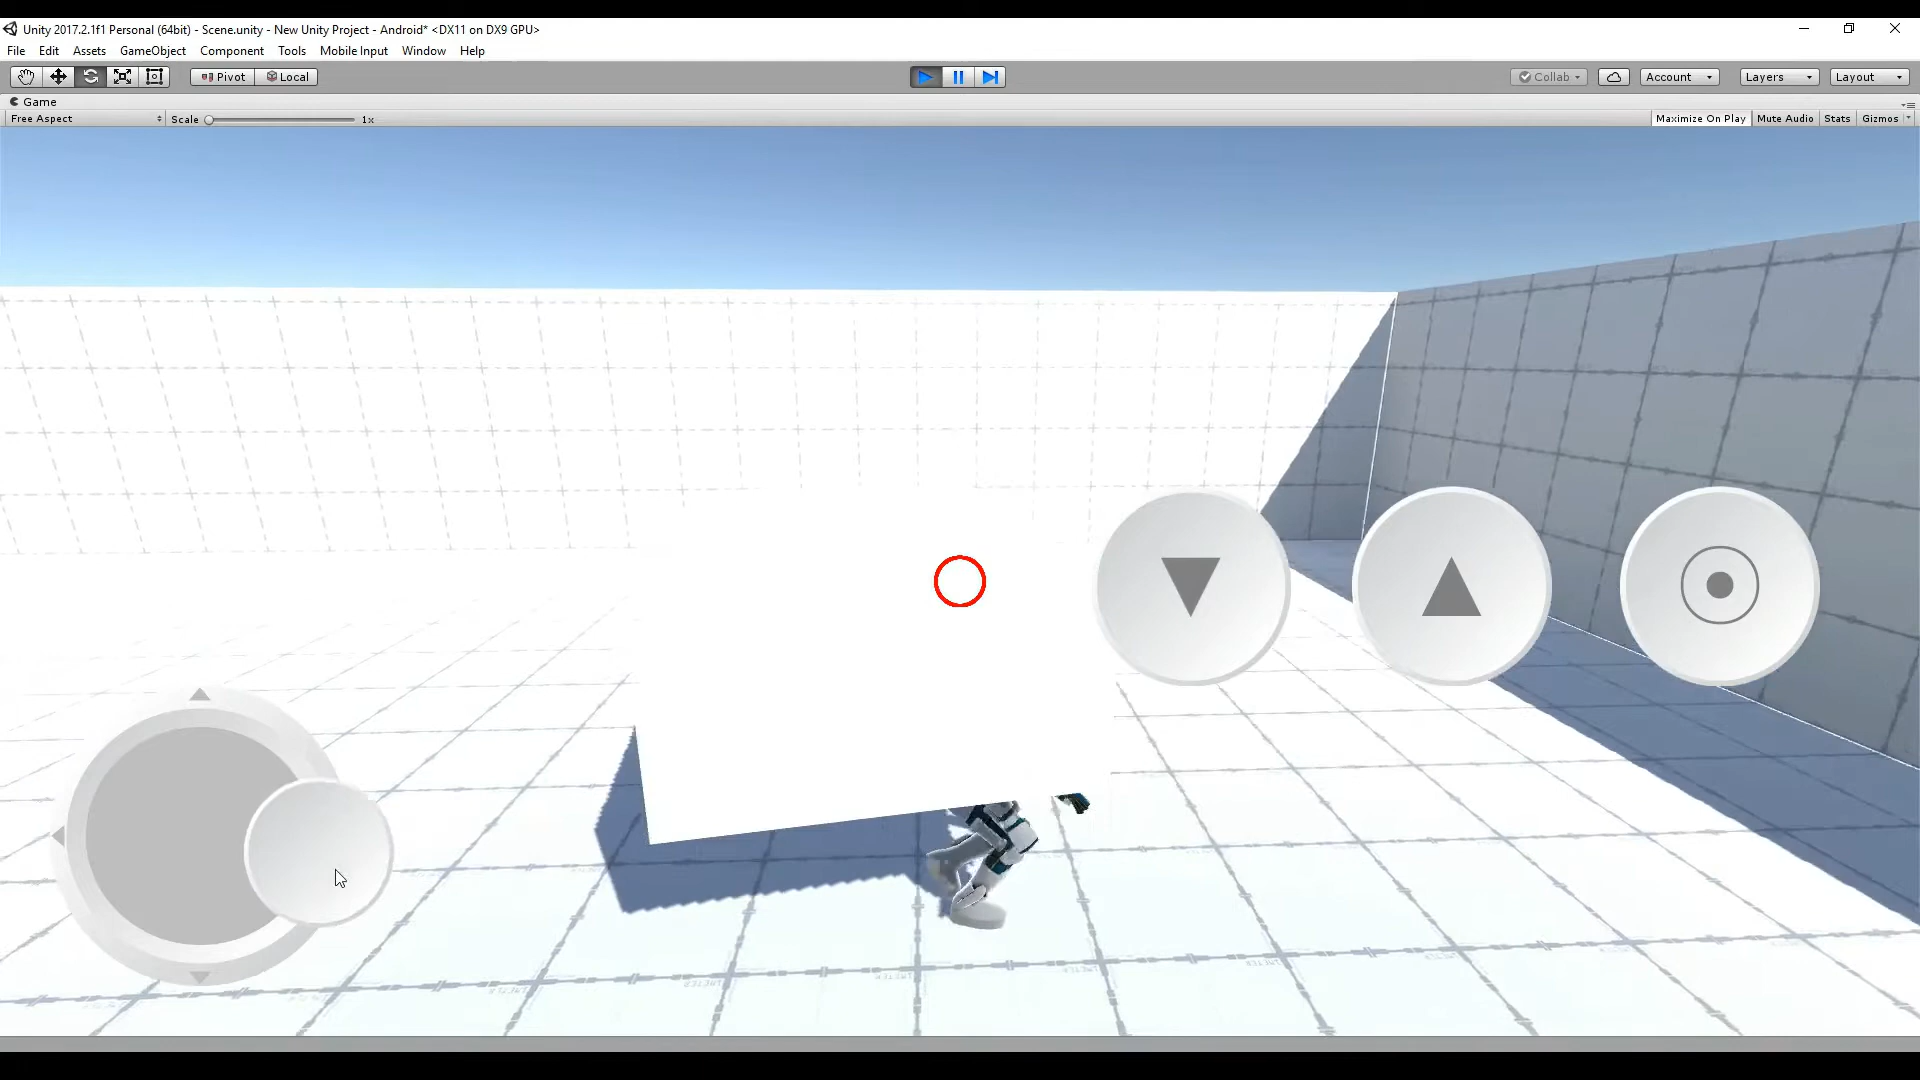 Unity 2017.2.1f1 Personal (64bit) - Scene.unity - New Unity Project - Android* <DX11 on DX9 GPU>
File Edit Assets GameObject Component Tools Mobile Input Window Help
Pivot Local Collab Account Layers Layout
Game
Free Aspect Scale 1x Maximize On Play Mute Audio Stats Gizmos